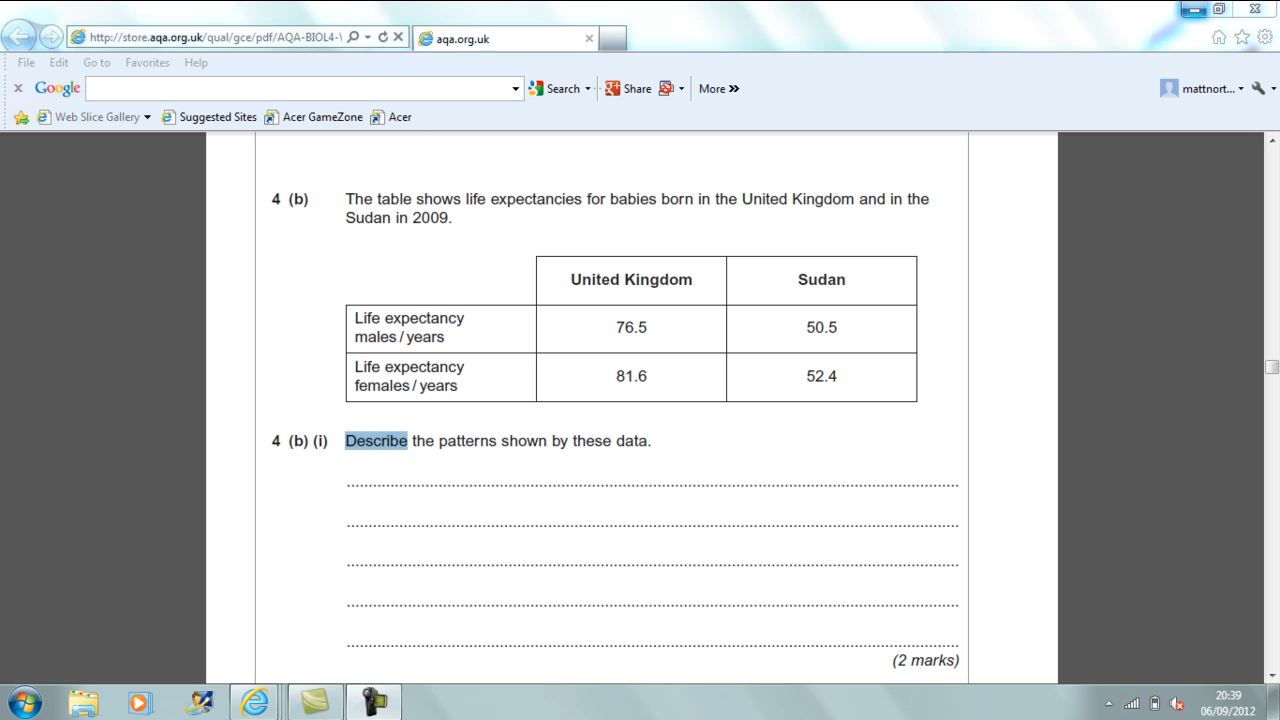 http://store.aqa.org.uk/qual/gce/pdf/AQA-BIOL4-
aqa.org.uk
File Edit Go to Favorites Help
x Google Search Share More »
mattnort...
Web Slice Gallery Suggested Sites Acer GameZone Acer
4 (b) The table shows life expectancies for babies born in the United Kingdom and in the
Sudan in 2009.
United Kingdom Sudan
Life expectancy
males / years 76.5 50.5
Life expectancy
females / years 81.6 52.4
4 (b) (i) Describe the patterns shown by these data.
(2 marks)
20:39
06/09/2012